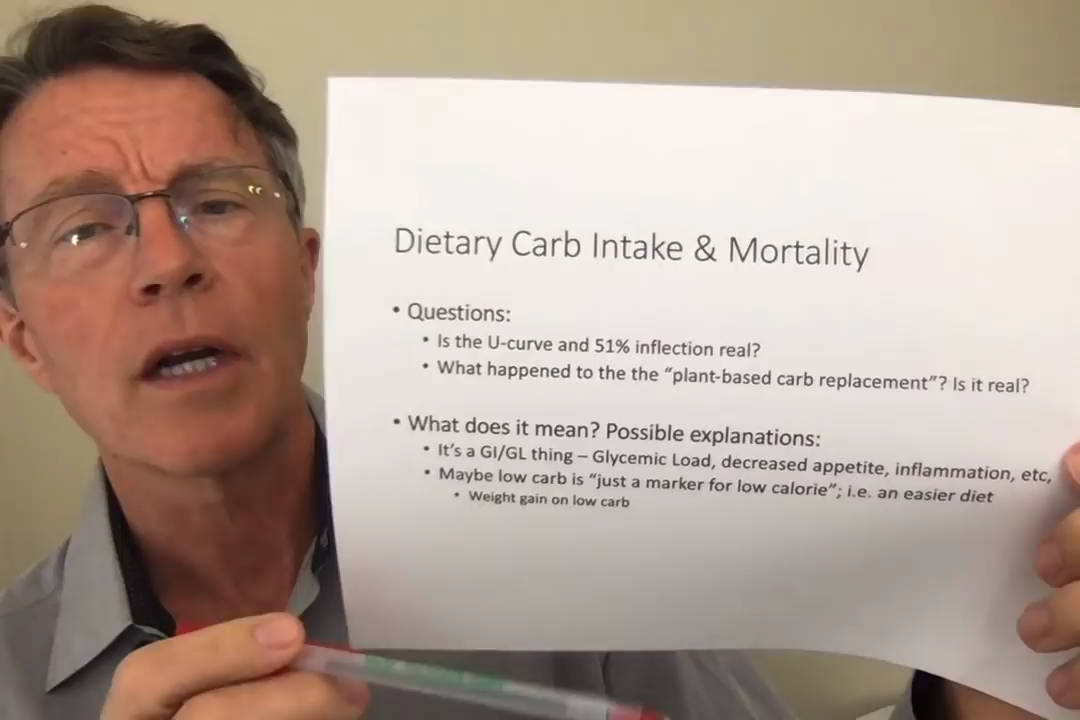 Dietary Carb Intake & Mortality
• Questions:
• Is the U-curve and 51% inflection real?
• What happened to the the “plant-based carb replacement”? Is it real?
• What does it mean? Possible explanations:
• It’s a GI/GL thing – Glycemic Load, decreased appetite, inflammation, etc,
• Maybe low carb is “just a marker for low calorie”; i.e. an easier diet
• Weight gain on low carb